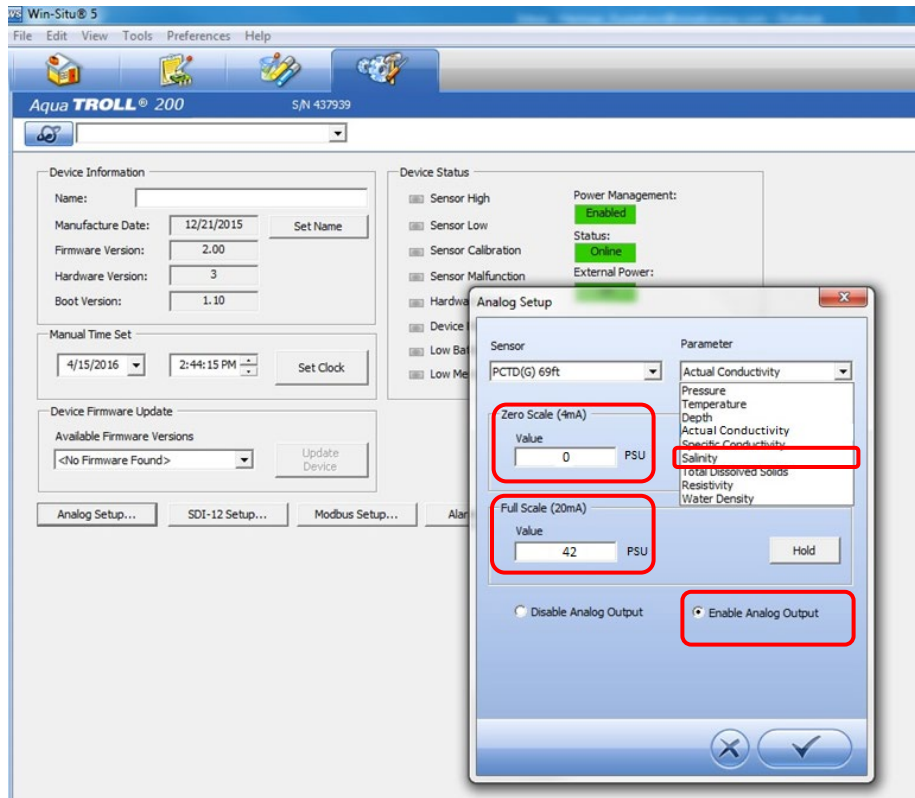 Win-Situ® 5
File Edit View Tools Preferences Help
Aqua TROLL® 200 S/N 437939
Device Information
Name:
Manufacture Date: 12/21/2015 Set Name
Firmware Version: 2.00
Hardware Version: 3
Boot Version: 1.10
Manual Time Set
4/15/2016 2:44:15 PM Set Clock
Device Firmware Update
Available Firmware Versions
<No Firmware Found> Update Device
Analog Setup... SDI-12 Setup... Modbus Setup...
Device Status
Sensor High
Sensor Low
Sensor Calibration
Sensor Malfunction
Device
Low
Low
Power Management:
Enabled
Status:
Online
External Power:
Analog Setup
Sensor Parameter
PCTD(G) 69ft Actual Conductivity
Pressure
Temperature
Depth
Actual Conductivity
Specific Conductivity
Salinity
Total Dissolved Solids
Resistivity
Water Density
Zero Scale (4mA)
Value
0 PSU
Full Scale (20mA)
Value
42 PSU
Hold
Disable Analog Output Enable Analog Output